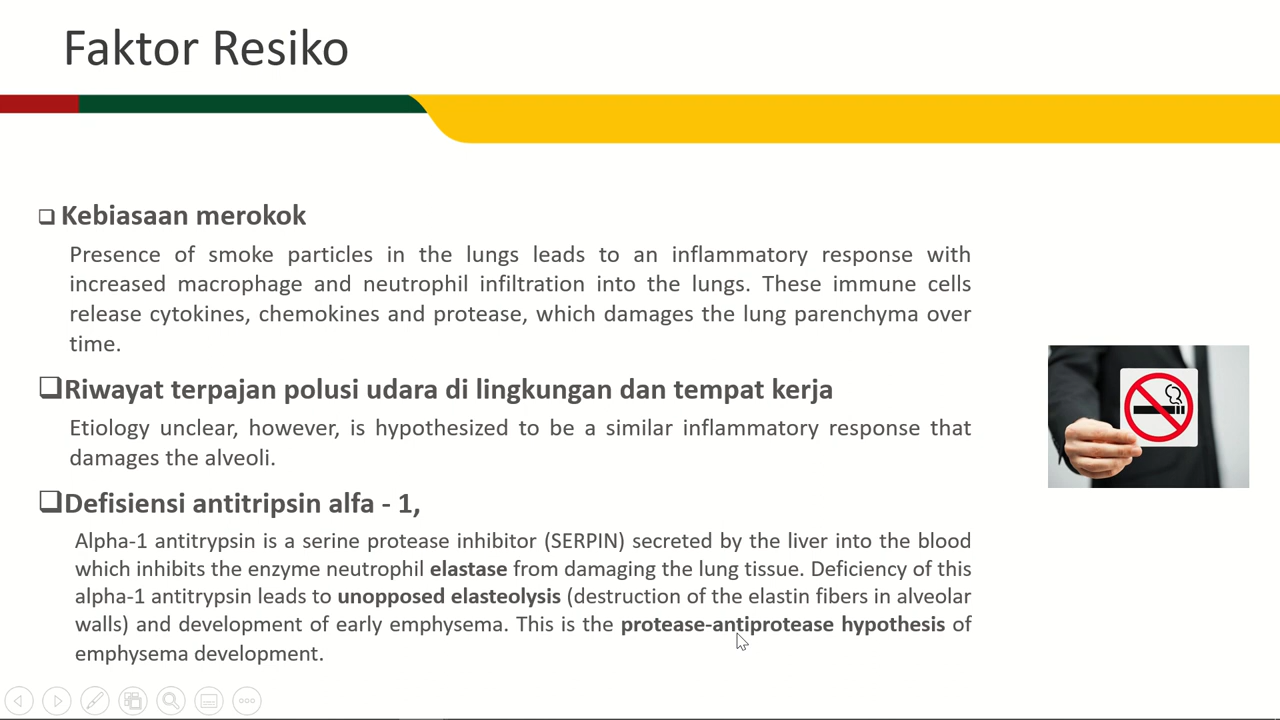 Faktor Resiko
Kebiasaan merokok
Presence of smoke particles in the lungs leads to an inflammatory response with
increased macrophage and neutrophil infiltration into the lungs. These immune cells
release cytokines, chemokines and protease, which damages the lung parenchyma over
time.
Riwayat terpajan polusi udara di lingkungan dan tempat kerja
Etiology unclear, however, is hypothesized to be a similar inflammatory response that
damages the alveoli.
Defisiensi antitripsin alfa - 1,
Alpha-1 antitrypsin is a serine protease inhibitor (SERPIN) secreted by the liver into the blood
which inhibits the enzyme neutrophil elastase from damaging the lung tissue. Deficiency of this
alpha-1 antitrypsin leads to unopposed elasteolysis (destruction of the elastin fibers in alveolar
walls) and development of early emphysema. This is the protease-antiprotease hypothesis of
emphysema development.